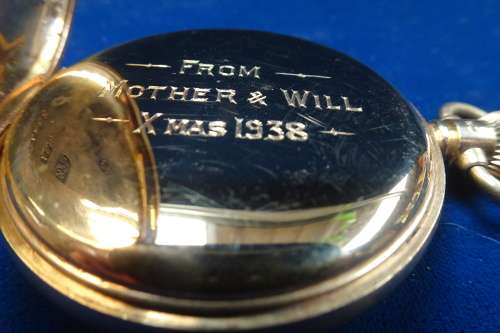 From
Mother & Will
Xmas 1938